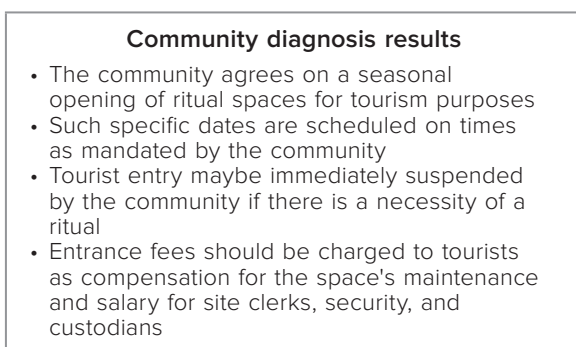 Community diagnosis results
• The community agrees on a seasonal
opening of ritual spaces for tourism purposes
• Such specific dates are scheduled on times
as mandated by the community
• Tourist entry maybe immediately suspended
by the community if there is a necessity of a
ritual
• Entrance fees should be charged to tourists
as compensation for the space's maintenance
and salary for site clerks, security, and
custodians